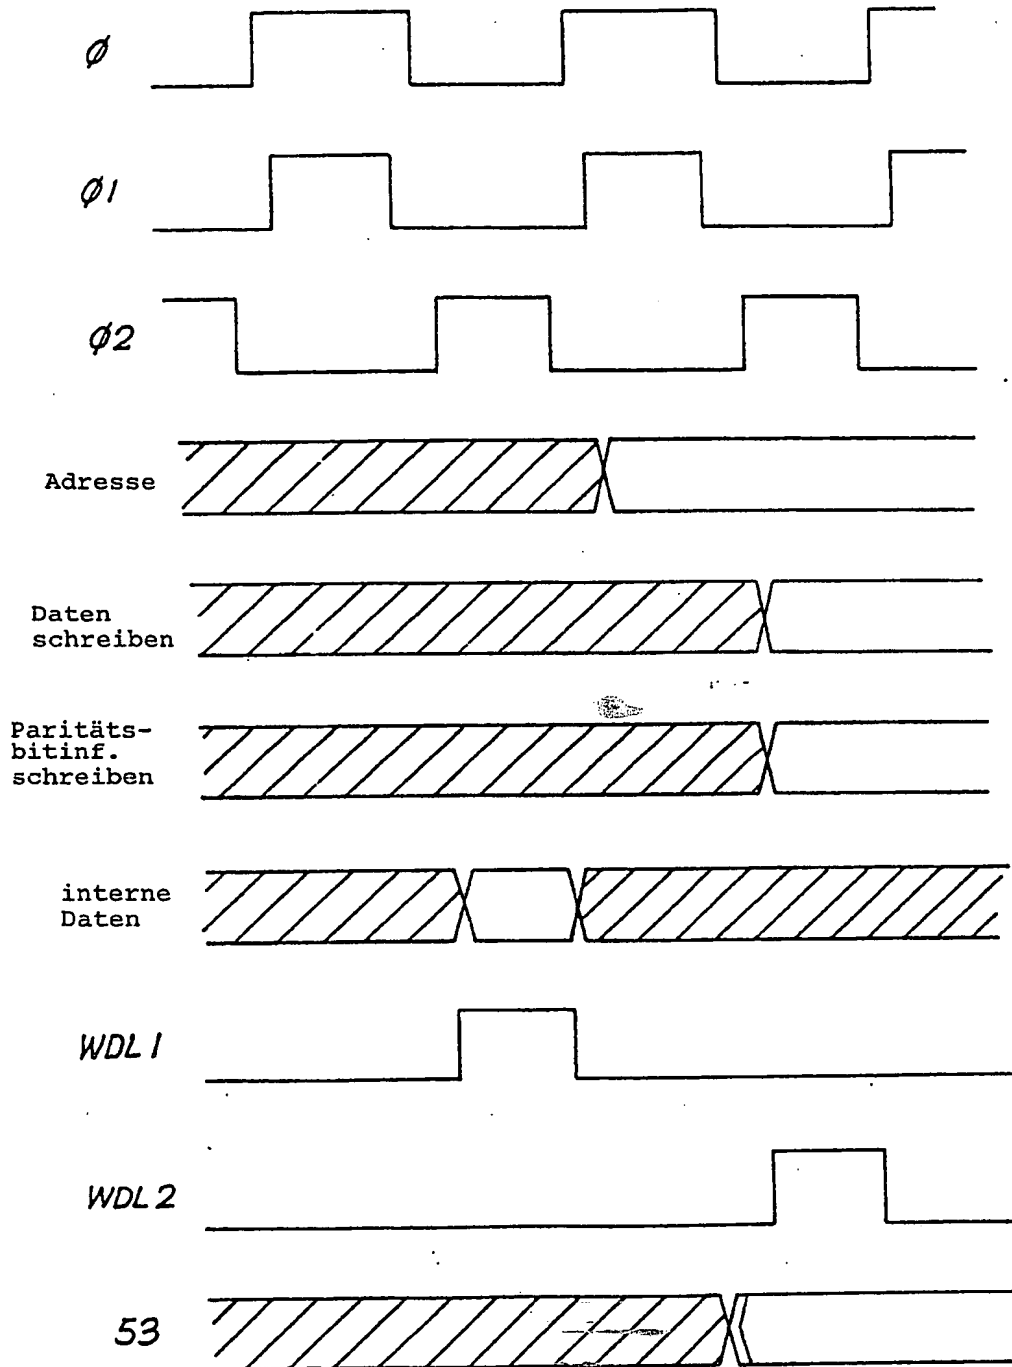 Ø
Ø1
Ø2
Adresse
Daten
schreiben
Paritäts-
bitinf.
schreiben
interne
Daten
WDL1
WDL2
53